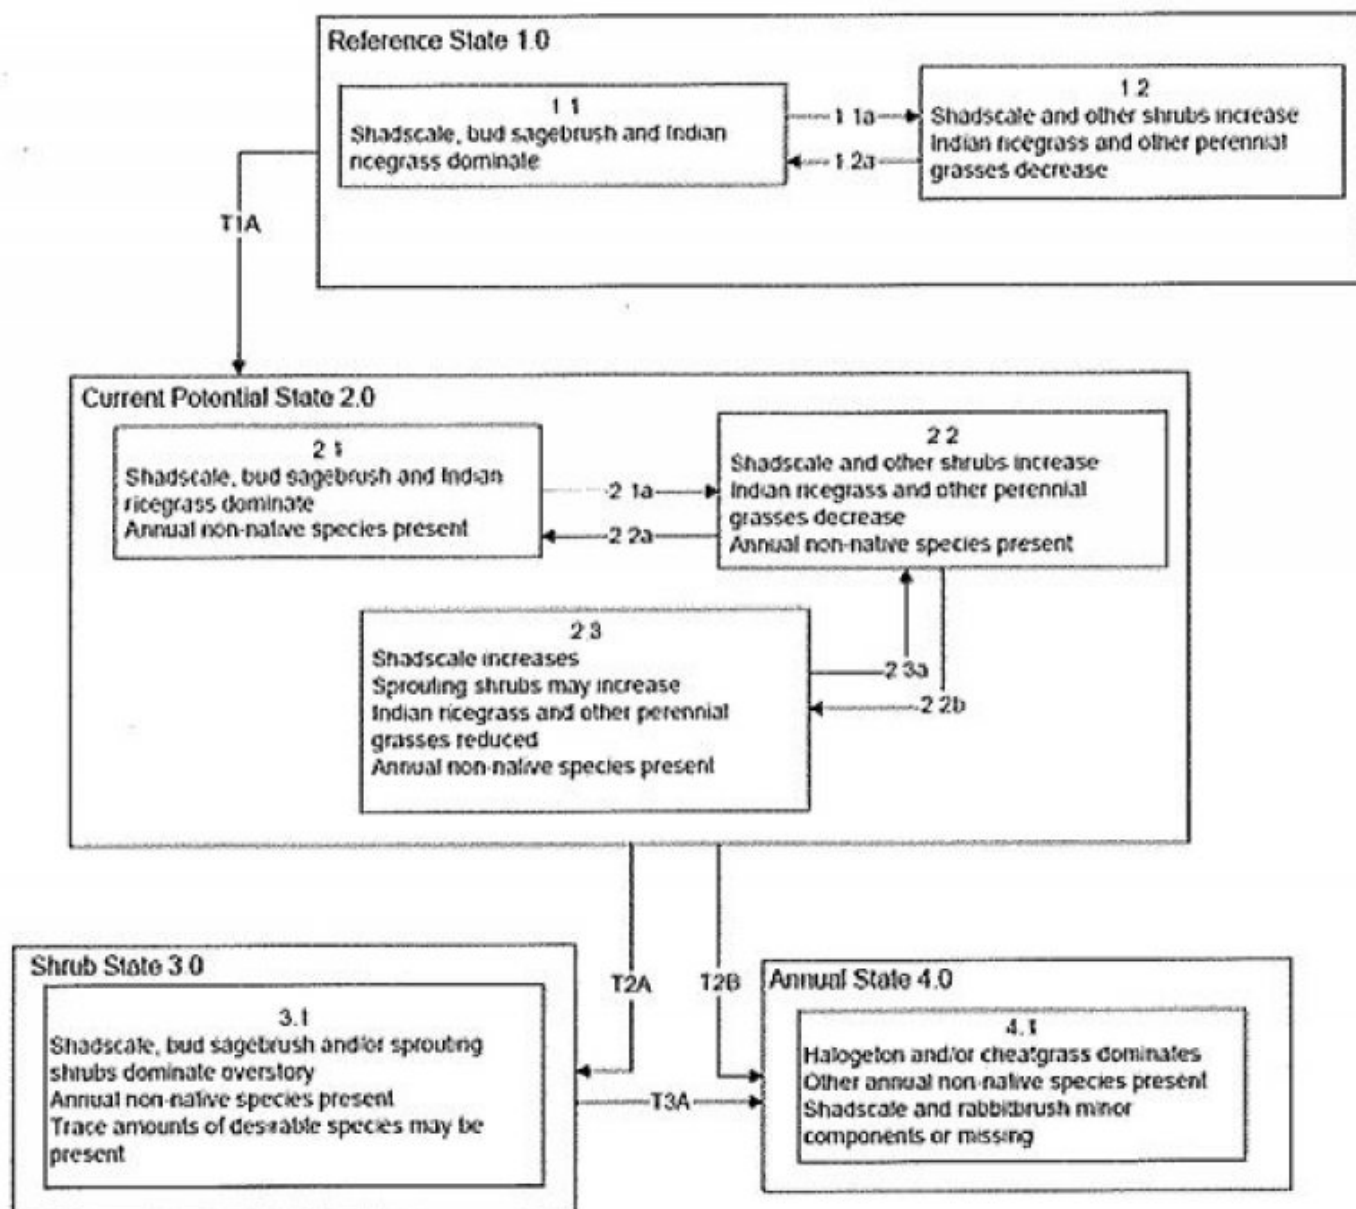 Reference State 1.0
1 1
Shadscale, bud sagebrush and Indian
ricegrass dominate
1 1a
1 2a
1 2
Shadscale and other shrubs increase
Indian ricegrass and other perennial
grasses decrease
T1A
Current Potential State 2.0
2 1
Shadscale, bud sagebrush and Indian
ricegrass dominate
Annual non-native species present
2 1a
2 2a
2 2
Shadscale and other shrubs increase
Indian ricegrass and other perennial
grasses decrease
Annual non-native species present
2 3
Shadscale increases
Sprouting shrubs may increase
Indian ricegrass and other perennial
grasses reduced
Annual non-native species present
2 3a
2 2b
T2A
T2B
Shrub State 3.0
3.1
Shadscale, bud sagebrush and/or sprouting
shrubs dominate overstory
Annual non-native species present
Trace amounts of desirable species may be
present
T3A
Annual State 4.0
4.1
Halogeton and/or cheatgrass dominates
Other annual non-native species present
Shadscale and rabbitbrush minor
components or missing